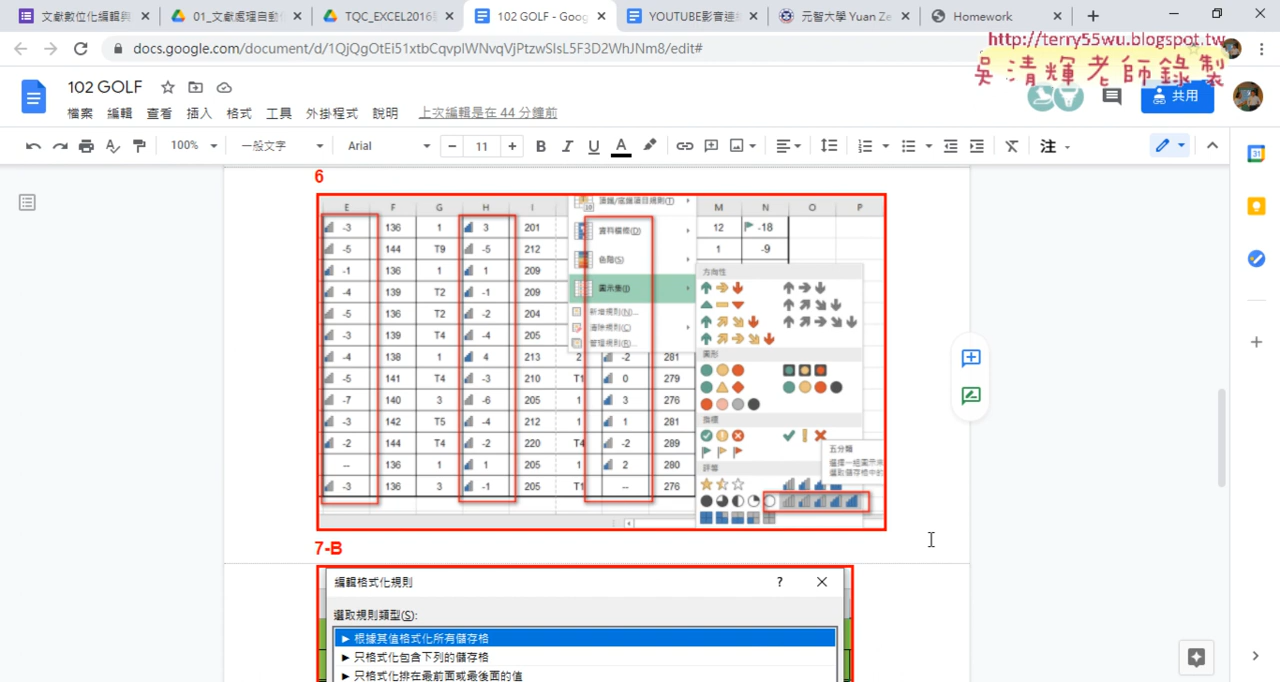 文獻數位化編輯與
01_文獻處理自動
TQC_EXCEL2016
102 GOLF - Goog
YOUTUBE影音
元智大學 Yuan Ze
Homework
docs.google.com/document/d/1QjQgOtEi51xtbCqvpIWNvqVjPtzwSIsL5F3D2WhJNm8/edit#
http://terry55wu.blogspot.tw
吳清輝老師錄製
102 GOLF
檔案 編輯 查看 插入 格式 工具 外掛程式 說明 上次編輯是在 44 分鐘前
共用
100% 一般文字 Arial 11 B I U A 注
6
E F G H I M N O P
-3 136 1 3 201 12 -18
-5 144 T9 -5 212 1 -9
-1 136 1 1 209
-4 139 T2 -1 209
-5 136 T2 -2 204
-3 139 T4 -4 205
-4 138 1 4 213 2 -2 281
-5 141 T4 -3 210 T1 0 279
-7 140 3 -6 205 1 3 276
-3 142 T5 -4 212 1 1 281
-2 144 T4 -2 220 T4 -2 289
-- 136 1 1 205 1 2 280
-3 136 3 -1 205 T1 -- 276
頂端/底端項目規則(T)
資料橫條(D)
色階(S)
圖示集(I)
新增規則(N)...
清除規則(C)
管理規則(R)...
方向性
圖形
指標
評等
五分類
7-B
編輯格式化規則 ?
選取規則類型(S):
► 根據其值格式化所有儲存格
► 只格式化包含下列的儲存格
► 只格式化排在最前面或最後面的值